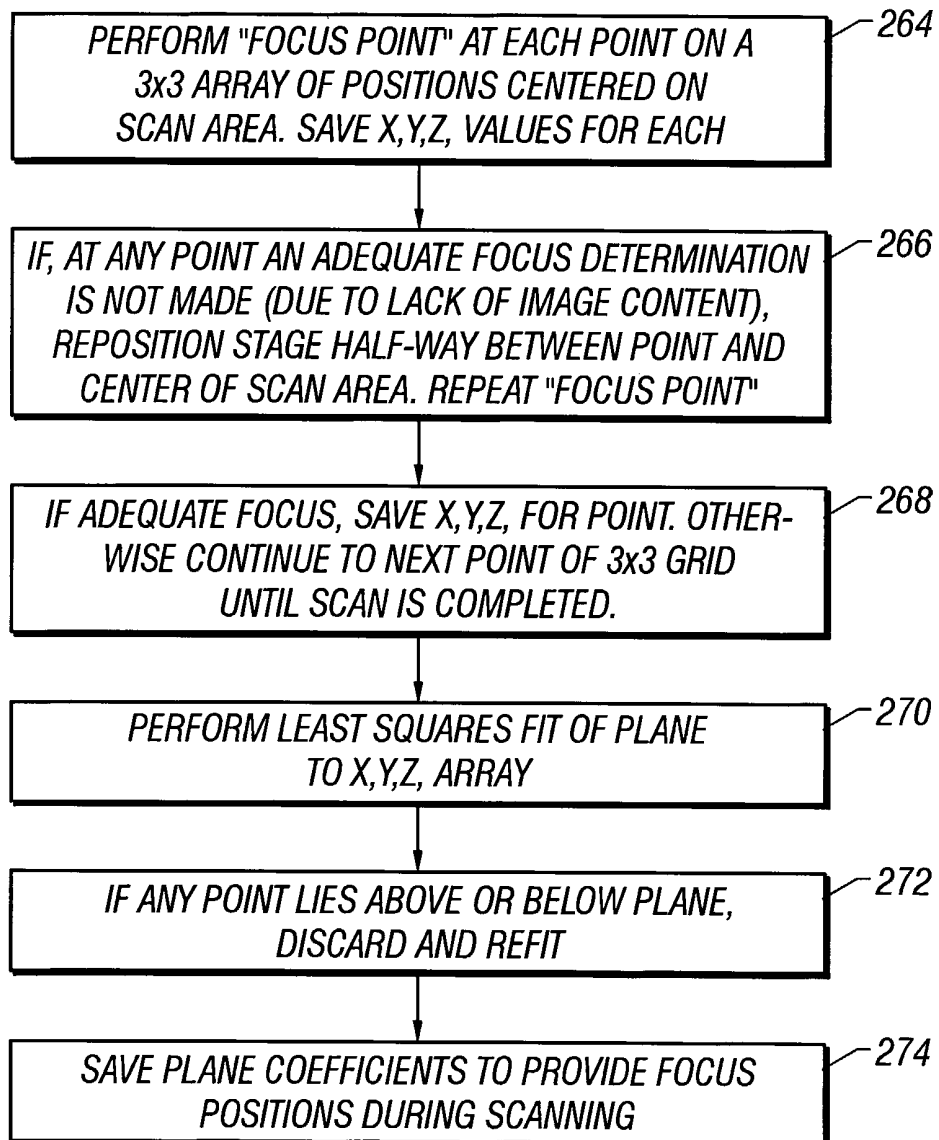 264
PERFORM "FOCUS POINT" AT EACH POINT ON A
3x3 ARRAY OF POSITIONS CENTERED ON
SCAN AREA. SAVE X,Y,Z, VALUES FOR EACH
266
IF, AT ANY POINT AN ADEQUATE FOCUS DETERMINATION
IS NOT MADE (DUE TO LACK OF IMAGE CONTENT),
REPOSITION STAGE HALF-WAY BETWEEN POINT AND
CENTER OF SCAN AREA. REPEAT "FOCUS POINT"
268
IF ADEQUATE FOCUS, SAVE X,Y,Z, FOR POINT. OTHER-
WISE CONTINUE TO NEXT POINT OF 3x3 GRID
UNTIL SCAN IS COMPLETED.
270
PERFORM LEAST SQUARES FIT OF PLANE
TO X,Y,Z, ARRAY
272
IF ANY POINT LIES ABOVE OR BELOW PLANE,
DISCARD AND REFIT
274
SAVE PLANE COEFFICIENTS TO PROVIDE FOCUS
POSITIONS DURING SCANNING